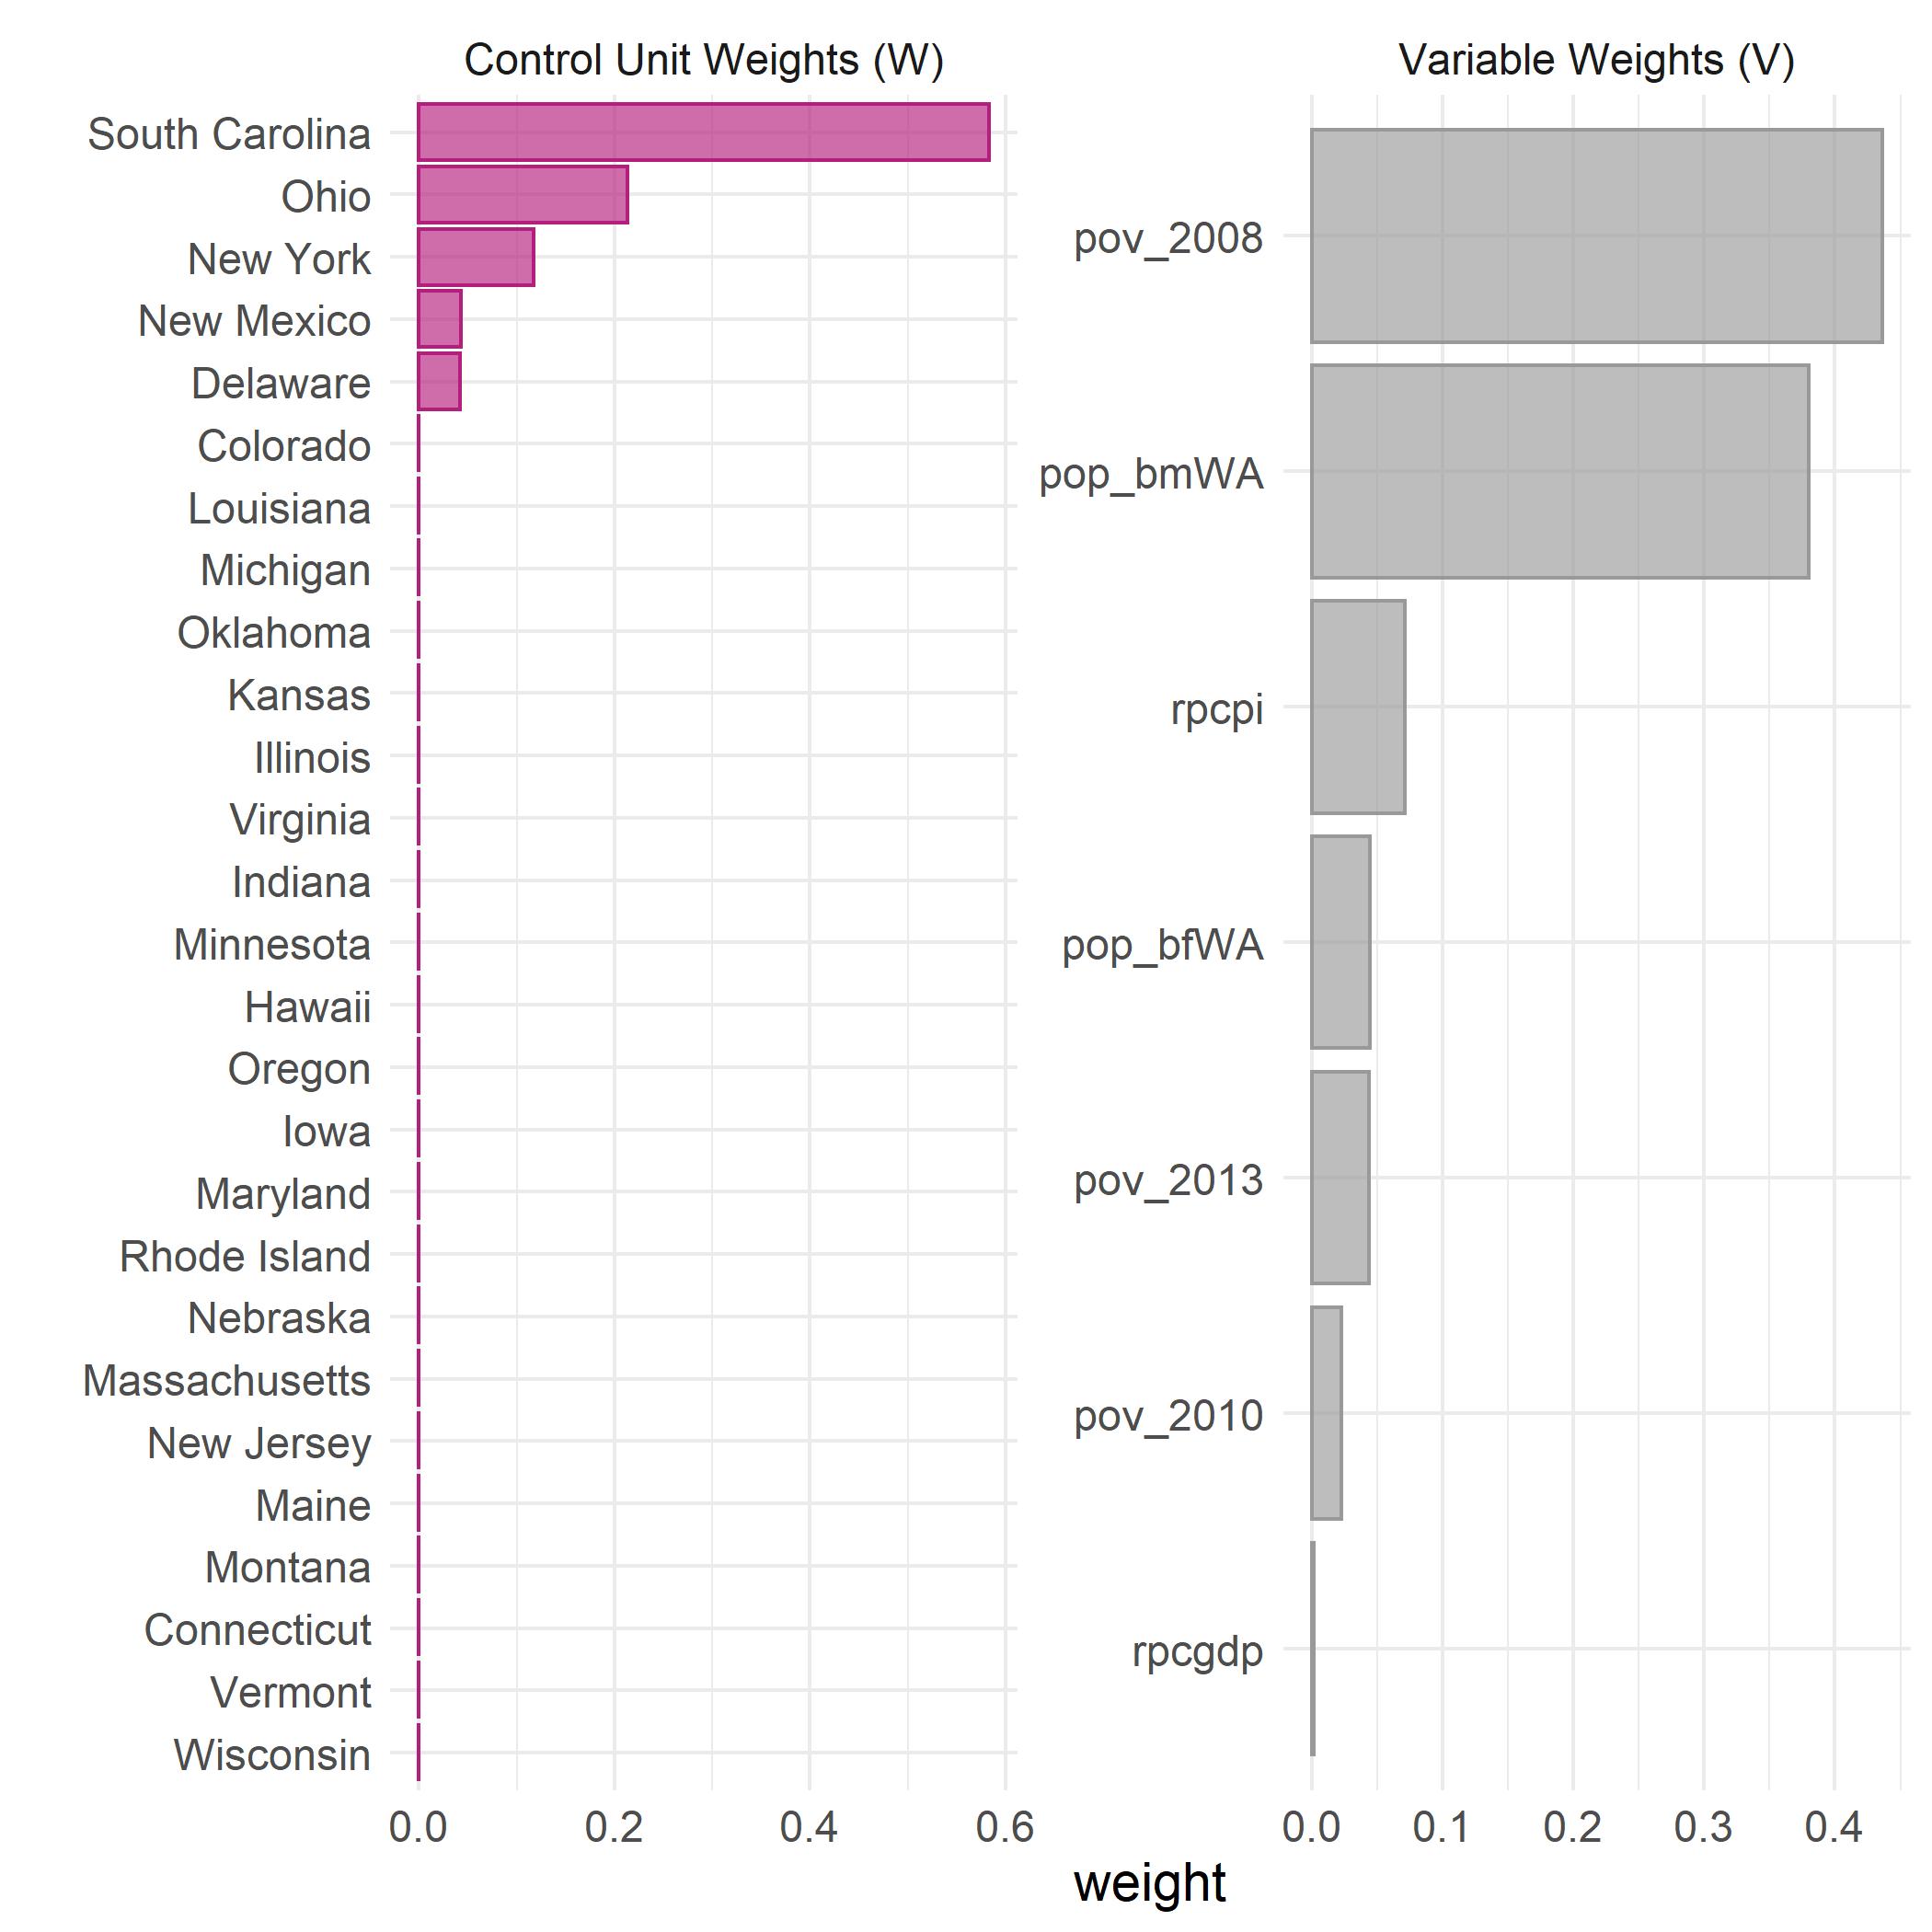 Control Unit Weights (W)
South Carolina
Ohio
New York
New Mexico
Delaware
Colorado
Louisiana
Michigan
Oklahoma
Kansas
Illinois
Virginia
Indiana
Minnesota
Hawaii
Oregon
Iowa
Maryland
Rhode Island
Nebraska
Massachusetts
New Jersey
Maine
Montana
Connecticut
Vermont
Wisconsin
0.0 0.2 0.4 0.6
Variable Weights (V)
pov_2008
pop_bmWA
rpcpi
pop_bfWA
pov_2013
pov_2010
rpcgdp
0.0 0.1 0.2 0.3 0.4
weight